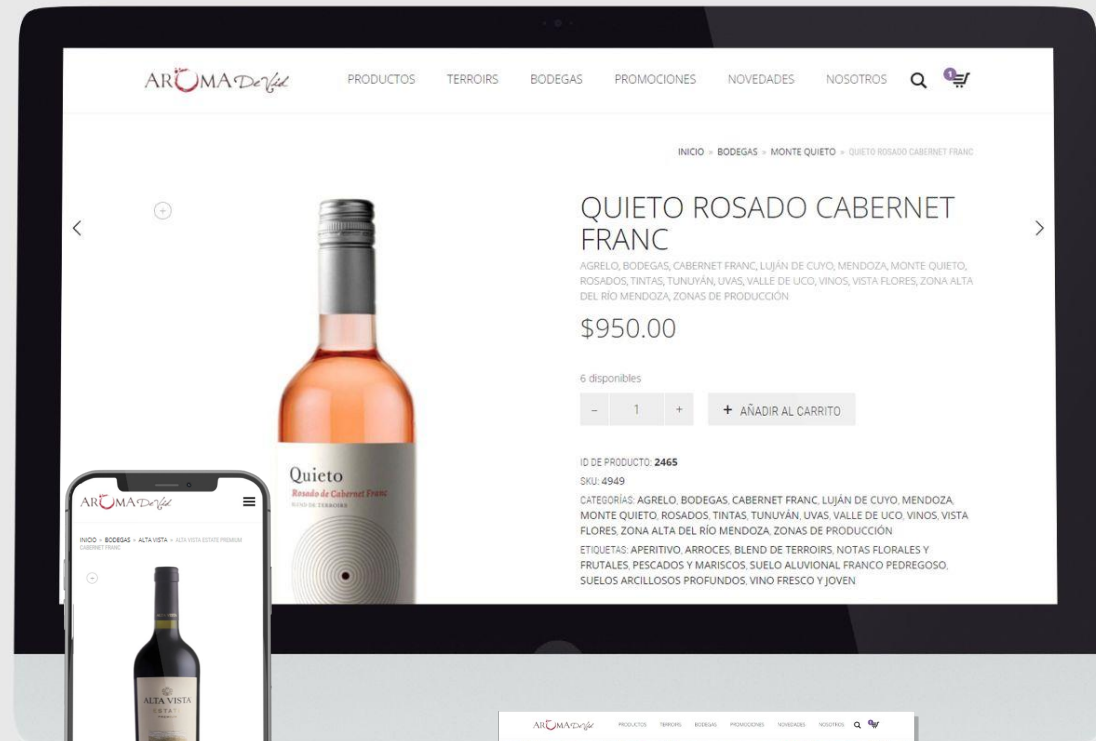 AROMA De Vid
PRODUCTOS TERROIRS BODEGAS PROMOCIONES NOVEDADES NOSOTROS
1
INICIO » BODEGAS » MONTE QUIETO » QUIETO ROSADO CABERNET FRANC
QUIETO ROSADO CABERNET
FRANC
AGRELO, BODEGAS, CABERNET FRANC, LUJÁN DE CUYO, MENDOZA, MONTE QUIETO,
ROSADOS, TINTAS, TUNUYÁN, UVAS, VALLE DE UCO, VINOS, VISTA FLORES, ZONA ALTA
DEL RÍO MENDOZA, ZONAS DE PRODUCCIÓN
$950.00
6 disponibles
- 1 +
+ AÑADIR AL CARRITO
ID DE PRODUCTO: 2465
SKU: 4949
CATEGORÍAS: AGRELO, BODEGAS, CABERNET FRANC, LUJÁN DE CUYO, MENDOZA,
MONTE QUIETO, ROSADOS, TINTAS, TUNUYÁN, UVAS, VALLE DE UCO, VINOS, VISTA
FLORES, ZONA ALTA DEL RÍO MENDOZA, ZONAS DE PRODUCCIÓN
ETIQUETAS: APERITIVO, ARROCES, BLEND DE TERROIRS, NOTAS FLORALES Y
FRUTALES, PESCADOS Y MARISCOS, SUELO ALUVIONAL FRANCO PEDREGOSO,
SUELOS ARCILLOSOS PROFUNDOS, VINO FRESCO Y JOVEN
Quieto
Rosado de Cabernet Franc
BLEND DE TERROIRS
AROMA De Vid
INICIO » BODEGAS » ALTA VISTA » ALTA VISTA ESTATE PREMIUM
CABERNET FRANC
ALTA VISTA
ESTATE
AROMA De Vid
PRODUCTOS TERROIRS BODEGAS PROMOCIONES NOVEDADES NOSOTROS